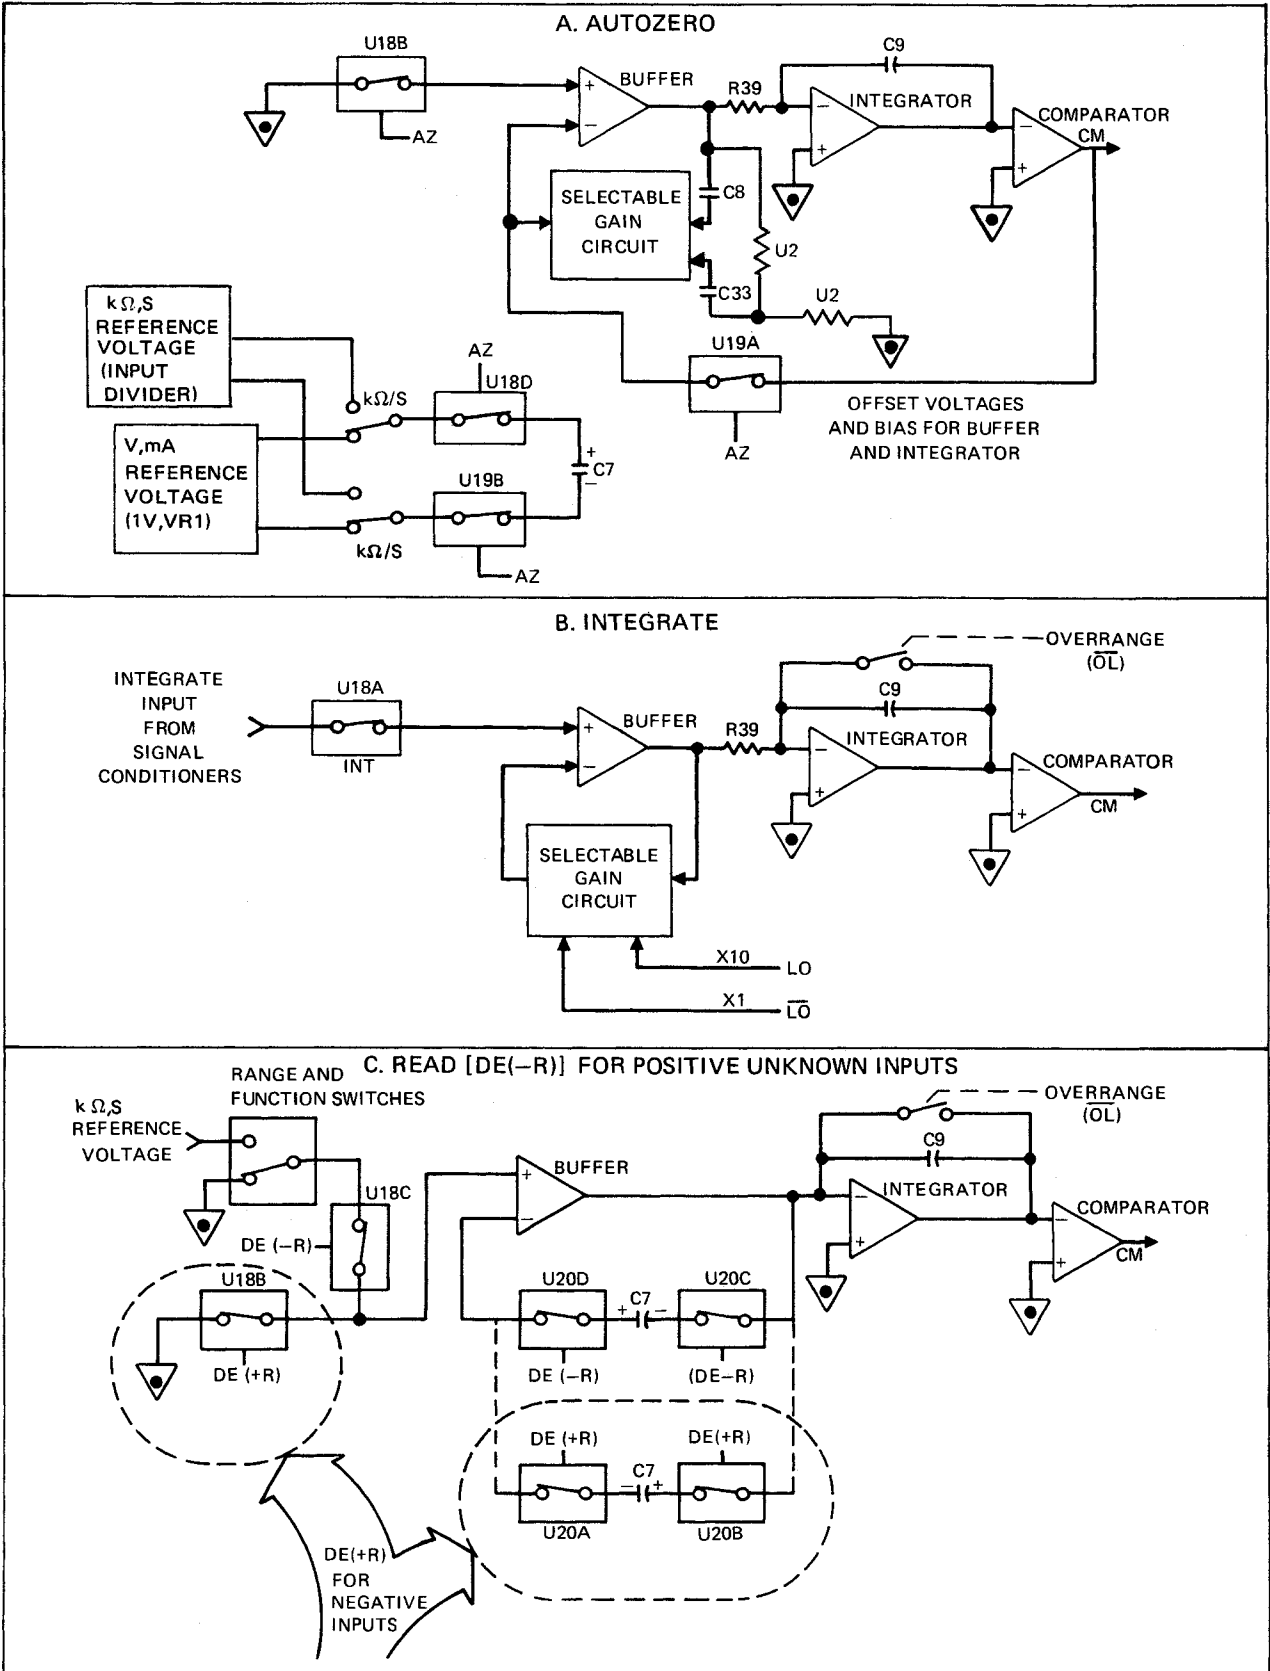 A. AUTOZERO
U18B
AZ
BUFFER
+
−
R39
C9
INTEGRATOR
−
+
COMPARATOR
CM
−
+
SELECTABLE
GAIN
CIRCUIT
C8
U2
C33
U2
U19A
AZ
OFFSET VOLTAGES
AND BIAS FOR BUFFER
AND INTEGRATOR
kΩ,S
REFERENCE
VOLTAGE
(INPUT
DIVIDER)
kΩ/S
AZ
U18D
V,mA
REFERENCE
VOLTAGE
(1V,VR1)
kΩ/S
U19B
AZ
+
C7
−
B. INTEGRATE
INTEGRATE
INPUT
FROM
SIGNAL
CONDITIONERS
U18A
INT
BUFFER
+
−
R39
OVERRANGE
(O̅L̅)
C9
INTEGRATOR
−
+
COMPARATOR
−
+
CM
SELECTABLE
GAIN
CIRCUIT
X10
LO
X1
L̅O̅
C. READ [DE(−R)] FOR POSITIVE UNKNOWN INPUTS
RANGE AND
FUNCTION SWITCHES
kΩ,S
REFERENCE
VOLTAGE
U18C
DE (−R)
U18B
DE (+R)
BUFFER
+
−
OVERRANGE
(O̅L̅)
C9
INTEGRATOR
−
+
COMPARATOR
−
+
CM
U20D
+ C7 −
U20C
DE (−R)
(DE−R)
DE (+R)
DE(+R)
− C7 +
U20A
U20B
DE(+R)
FOR
NEGATIVE
INPUTS